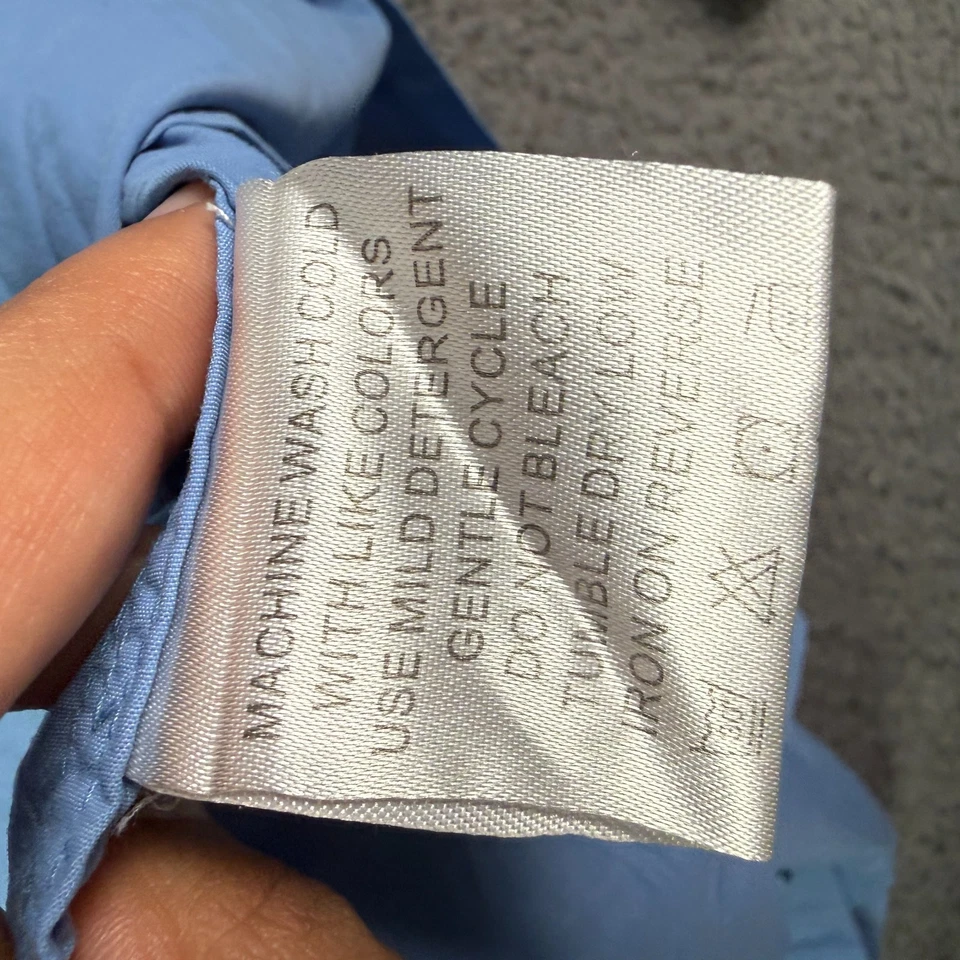 MACHINE WASH COLD
WITH LIKE COLORS
USE MILD DETERGENT
GENTLE CYCLE
DO NOT BLEACH
TUMBLE DRY LOW
IRON ON REVERSE